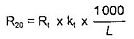 R20 = Rt x kt x 1000/L